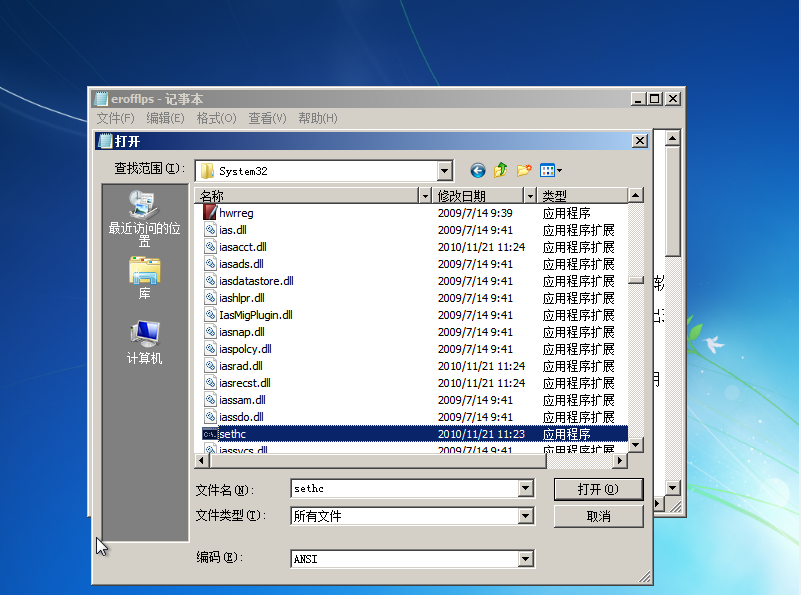 erofflps - 记事本
文件(F) 编辑(E) 格式(O) 查看(V) 帮助(H)
打开
查找范围(I): System32
最近访问的位置
库
计算机
名称 修改日期 类型
hwrreg 2009/7/14 9:39 应用程序
ias.dll 2009/7/14 9:41 应用程序扩展
iasacct.dll 2010/11/21 11:24 应用程序扩展
iasads.dll 2009/7/14 9:41 应用程序扩展
iasdatastore.dll 2009/7/14 9:41 应用程序扩展
iashlpr.dll 2009/7/14 9:41 应用程序扩展
IasMigPlugin.dll 2009/7/14 9:41 应用程序扩展
iasnap.dll 2009/7/14 9:41 应用程序扩展
iaspolcy.dll 2009/7/14 9:41 应用程序扩展
iasrad.dll 2010/11/21 11:24 应用程序扩展
iasrecst.dll 2010/11/21 11:24 应用程序扩展
iassam.dll 2009/7/14 9:41 应用程序扩展
iassdo.dll 2009/7/14 9:41 应用程序扩展
sethc 2010/11/21 11:23 应用程序
iassvcs.dll 2009/7/14 9:41 应用程序扩展
文件名(N): sethc 打开(O)
文件类型(T): 所有文件 取消
编码(E): ANSI